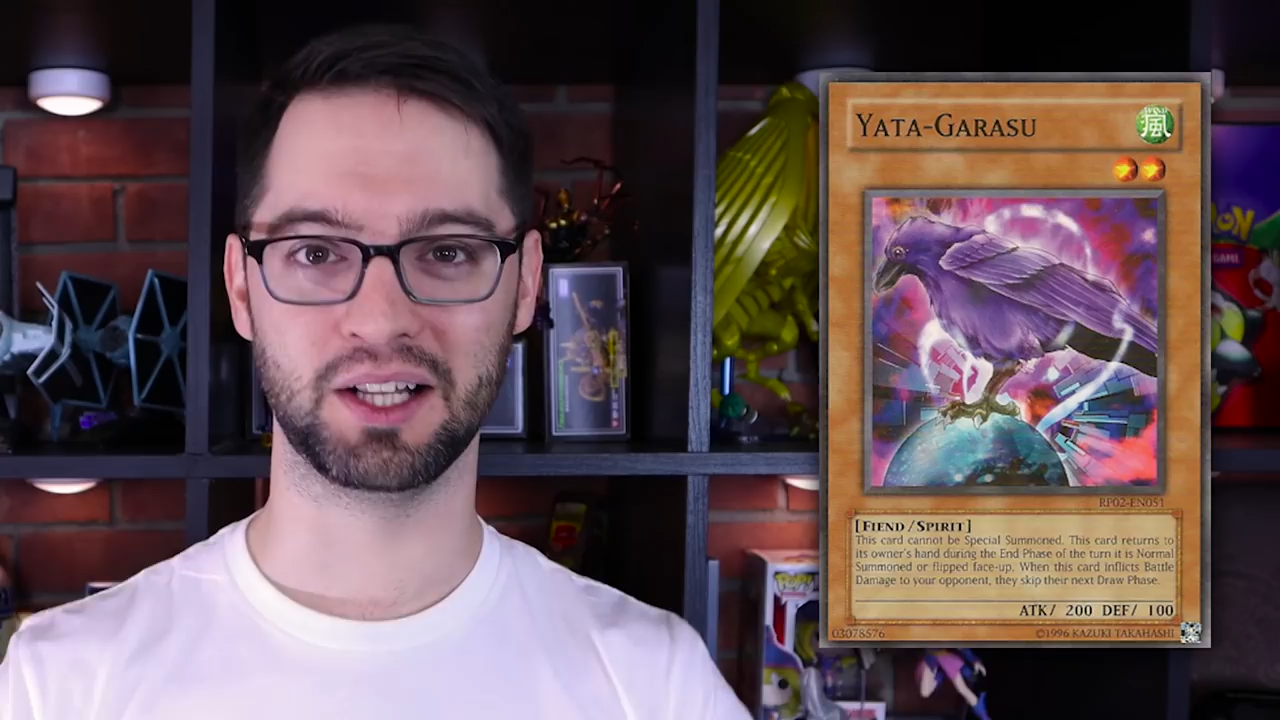 YATA-GARASU
風
RP02-EN051
[FIEND/SPIRIT]
This card cannot be Special Summoned. This card returns to
its owner's hand during the End Phase of the turn it is Normal
Summoned or flipped face-up. When this card inflicts Battle
Damage to your opponent, they skip their next Draw Phase.
ATK/ 200 DEF/ 100
03078576
©1996 KAZUKI TAKAHASHI
GAME
POP!